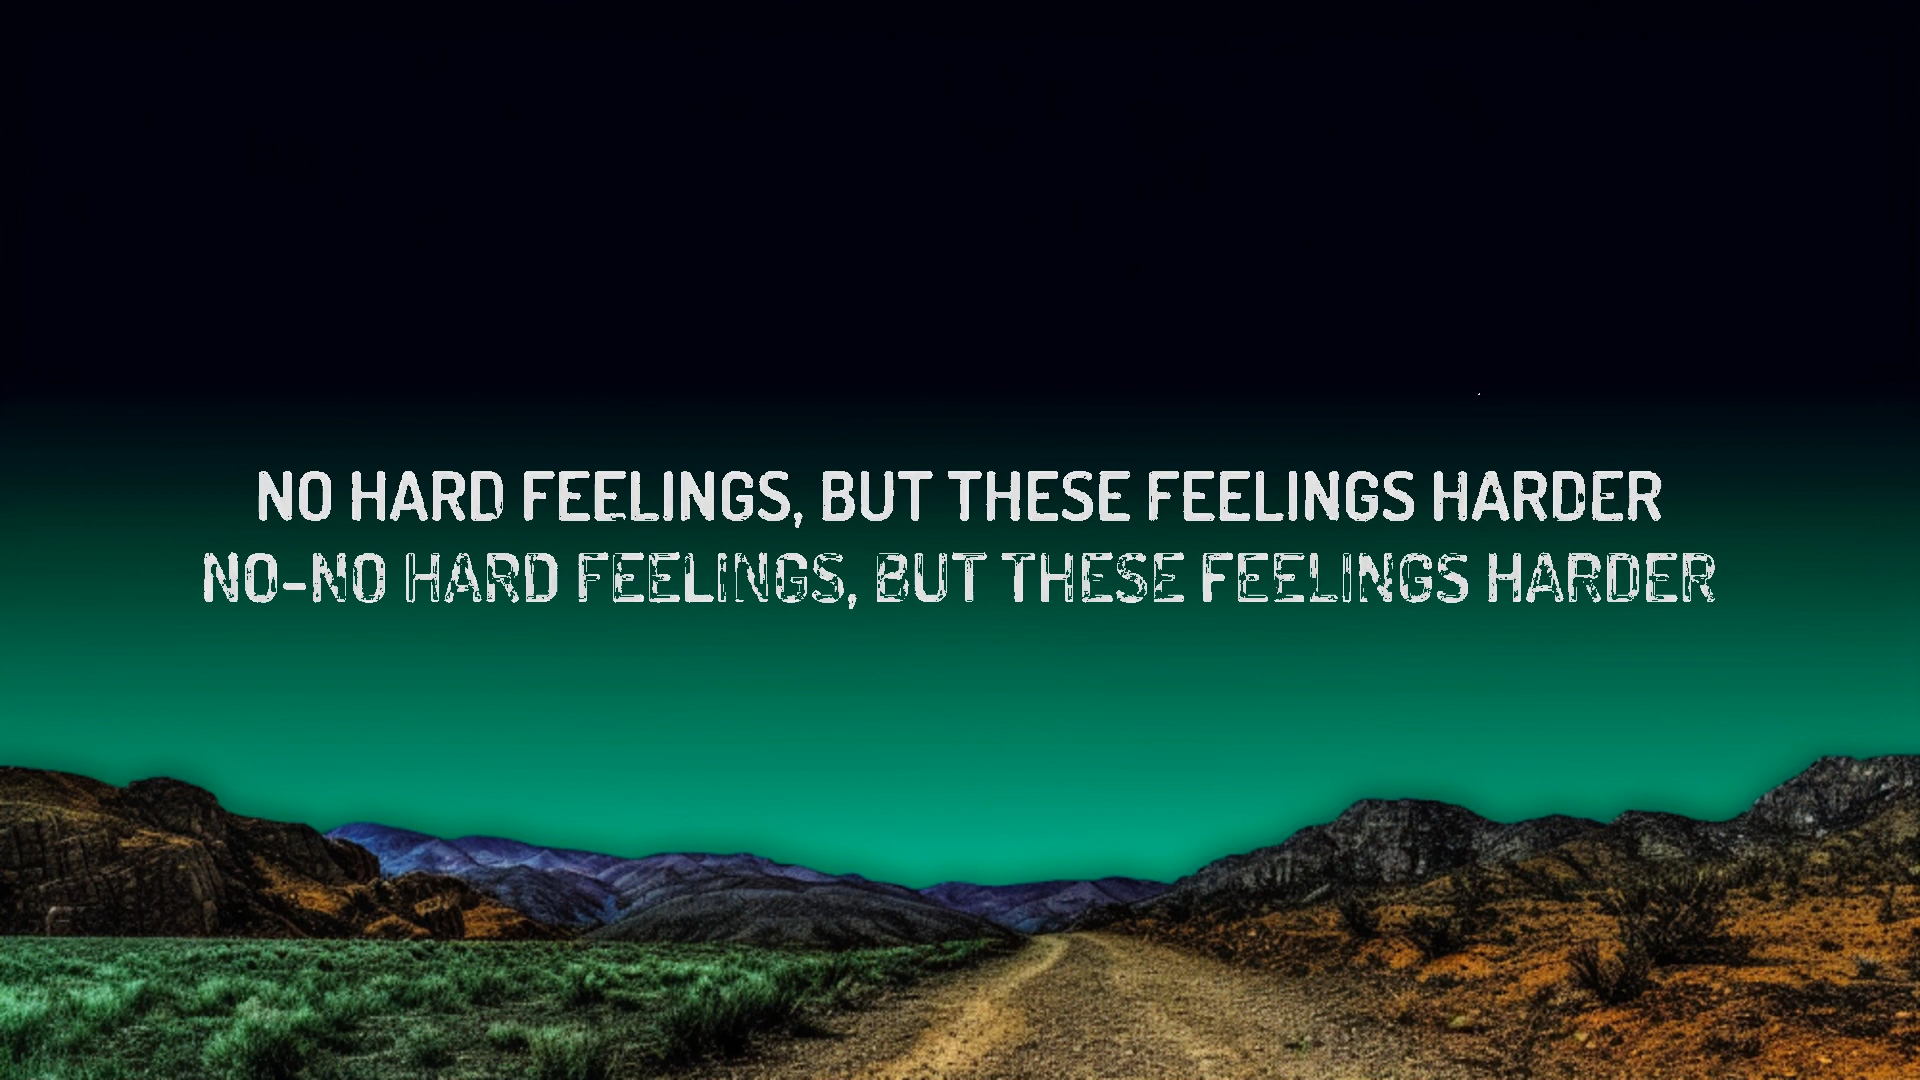 NO HARD FEELINGS, BUT THESE FEELINGS HARDER
NO-NO HARD FEELINGS, BUT THESE FEELINGS HARDER